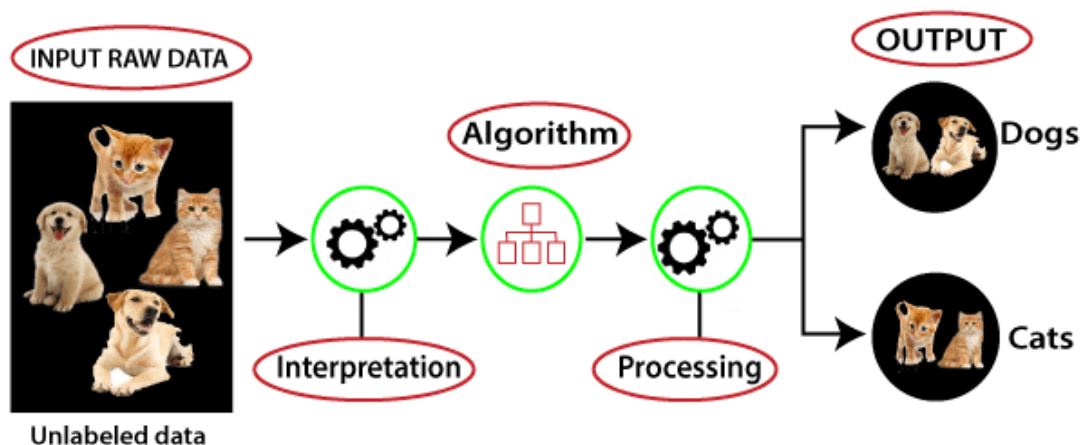 INPUT RAW DATA
Unlabeled data
Interpretation
Algorithm
Processing
OUTPUT
Dogs
Cats